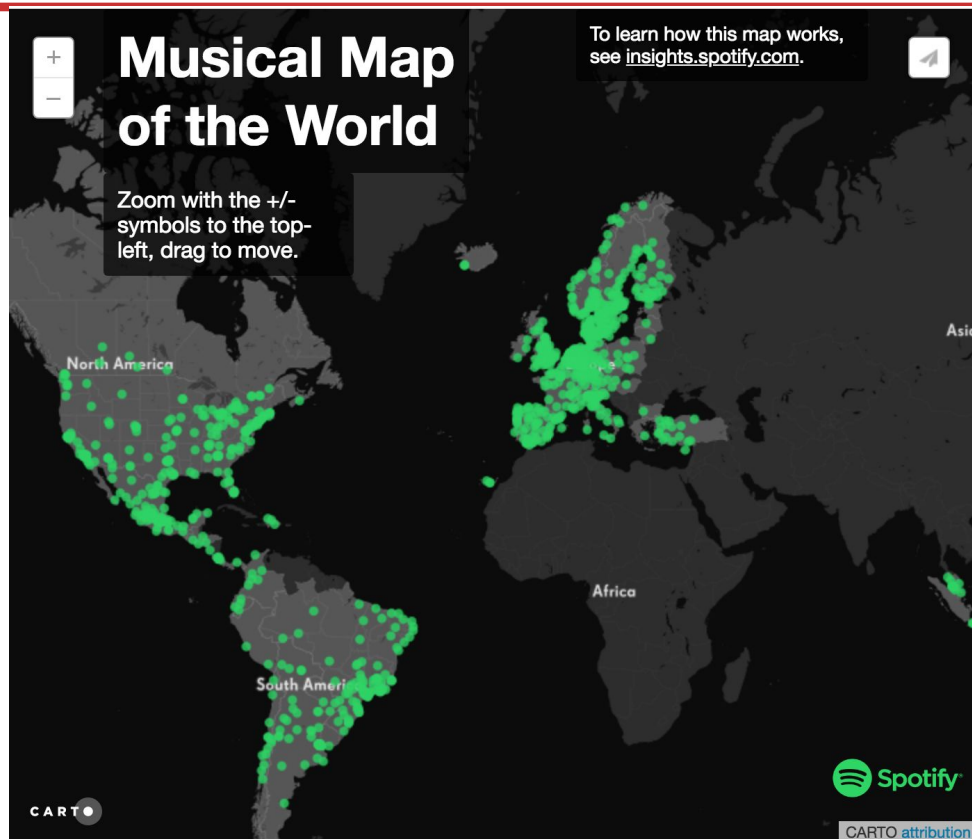 +
−
Musical Map
of the World
To learn how this map works,
see insights.spotify.com.
Zoom with the +/-
symbols to the top-
left, drag to move.
North America
Africa
South Ameri
Spotify
CARTO
CARTO attribution